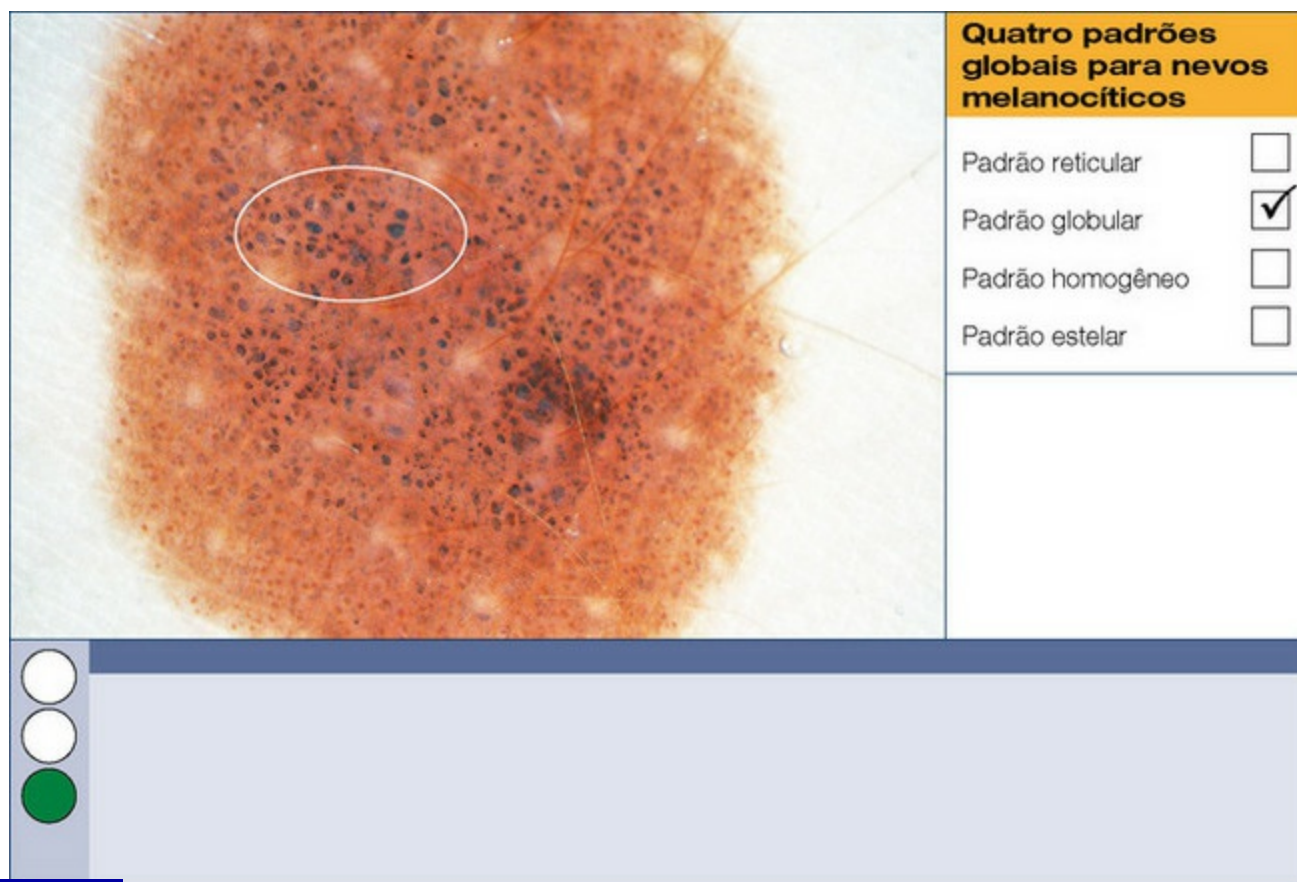 Quatro padrões
globais para nevos
melanocíticos
Padrão reticular
Padrão globular
Padrão homogêneo
Padrão estelar